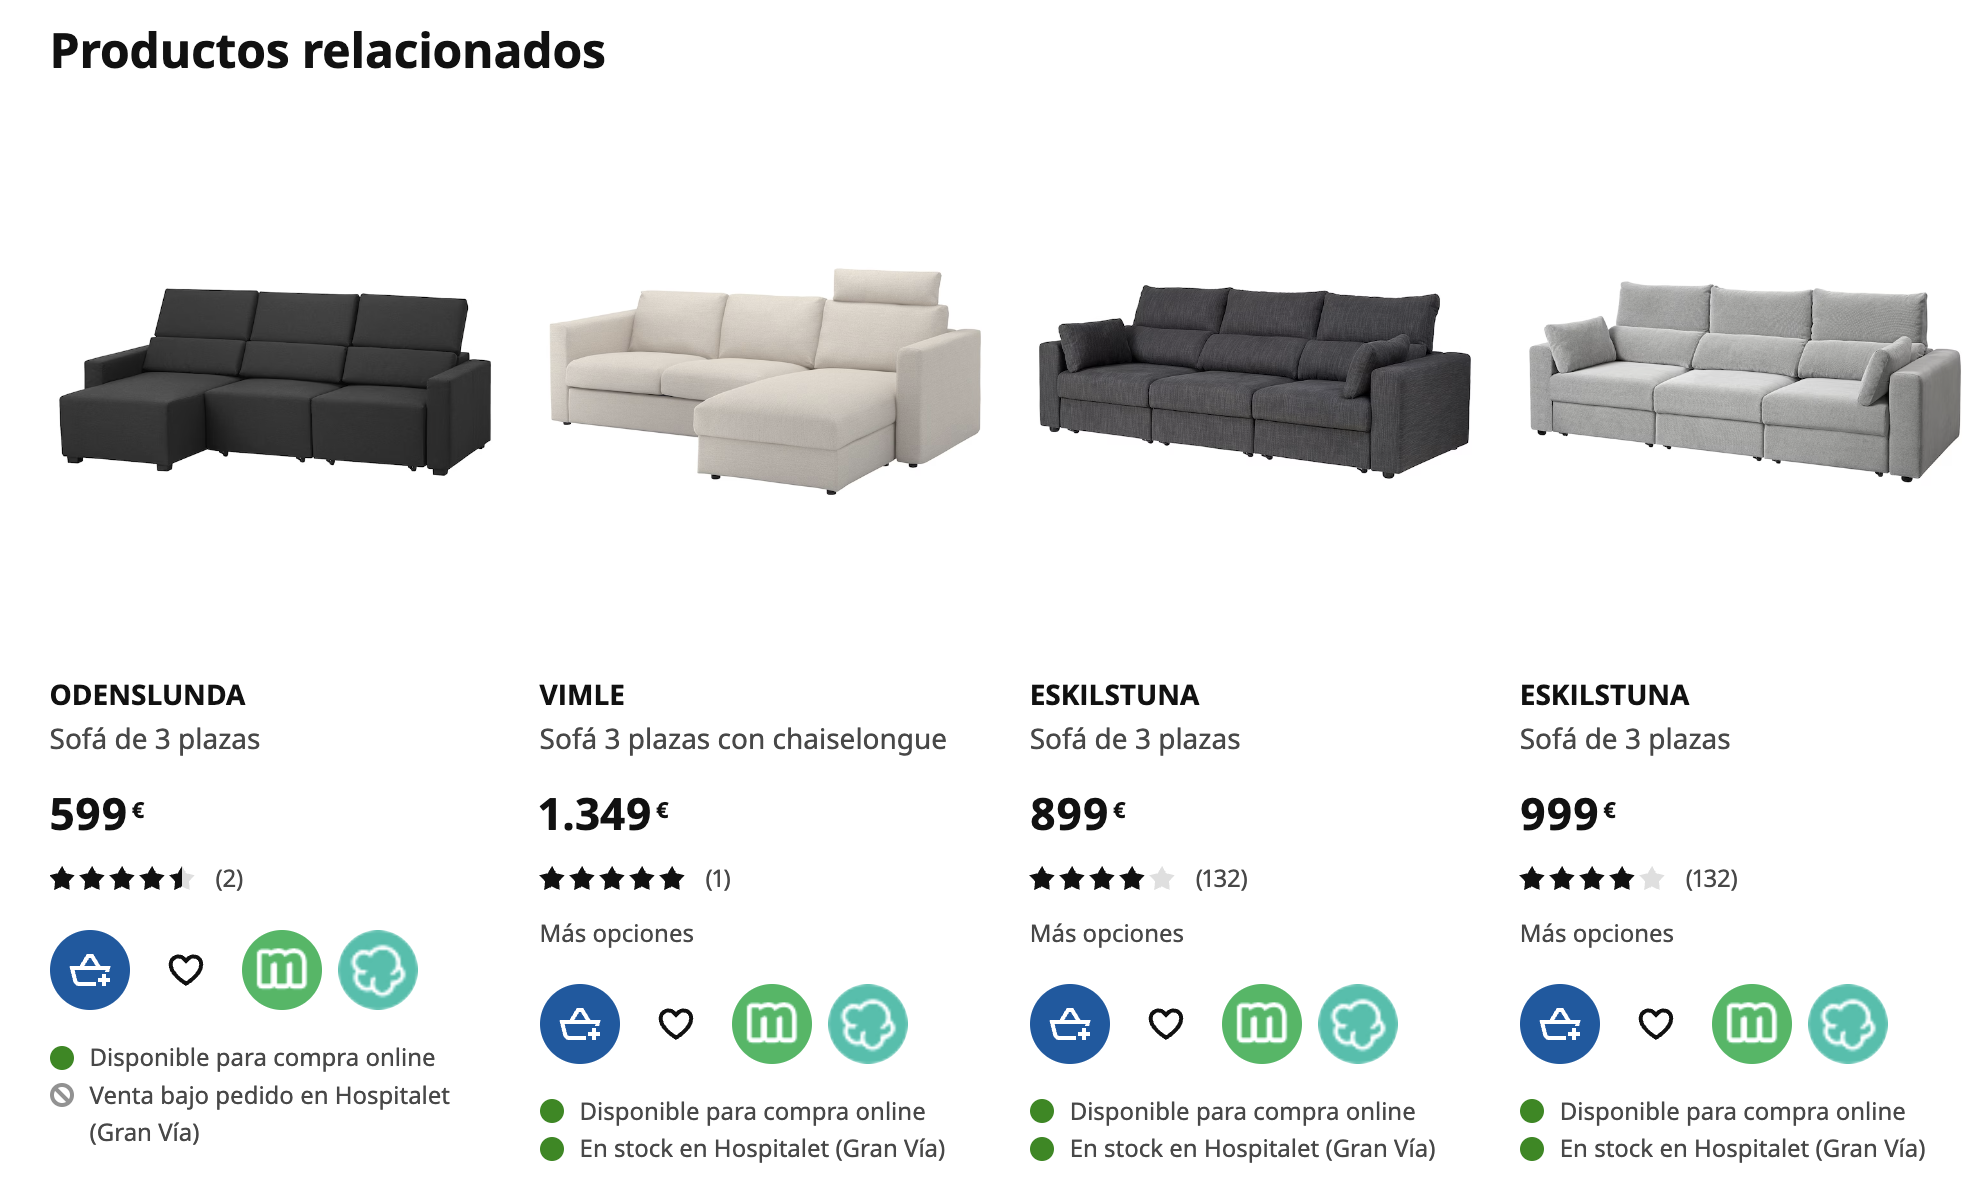 Productos relacionados
ODENSLUNDA
Sofá de 3 plazas
599€
(2)
Disponible para compra online
Venta bajo pedido en Hospitalet
(Gran Vía)
VIMLE
Sofá 3 plazas con chaiselongue
1.349€
(1)
Más opciones
m
Disponible para compra online
En stock en Hospitalet (Gran Vía)
ESKILSTUNA
Sofá de 3 plazas
899€
(132)
Más opciones
m
Disponible para compra online
En stock en Hospitalet (Gran Vía)
ESKILSTUNA
Sofá de 3 plazas
999€
(132)
Más opciones
m
Disponible para compra online
En stock en Hospitalet (Gran Vía)